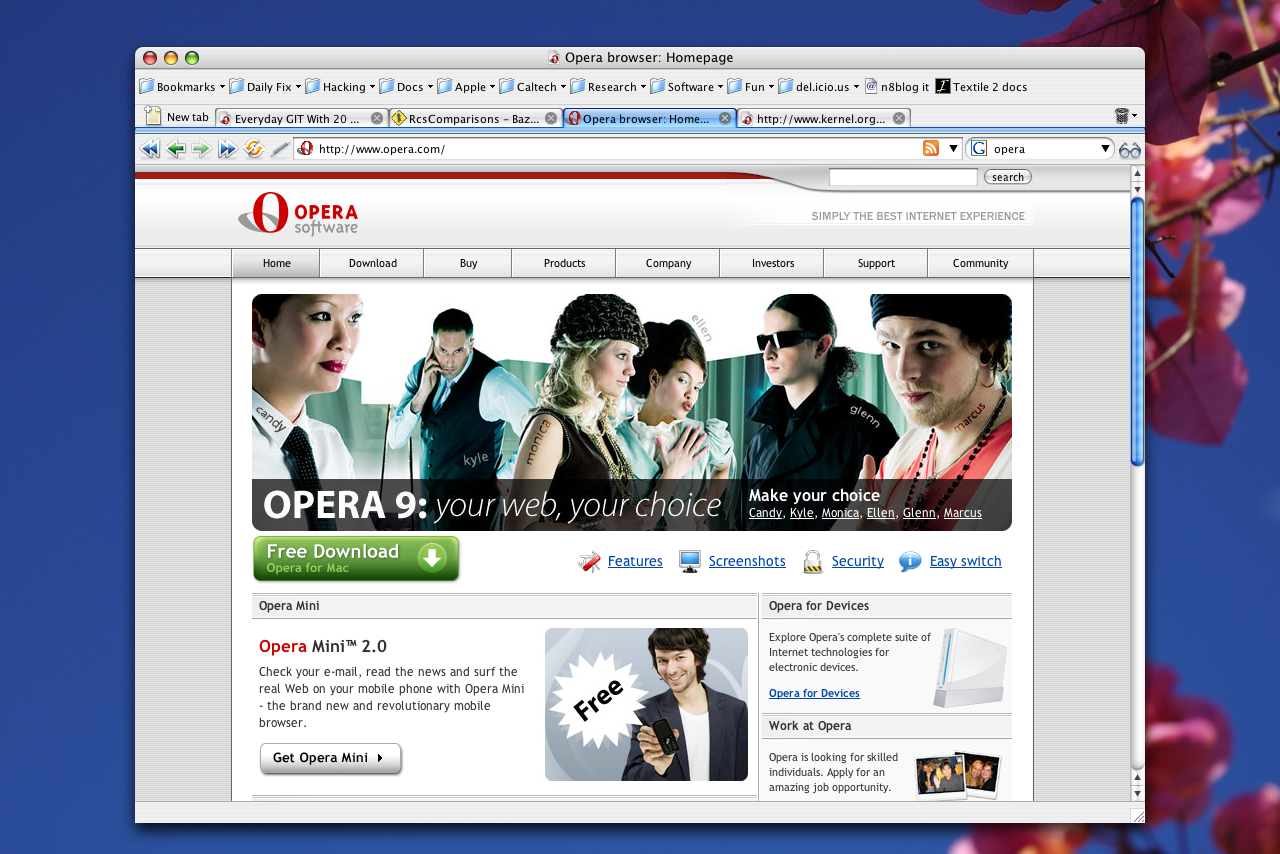 Opera browser: Homepage
Bookmarks Daily Fix Hacking Docs Apple Caltech Research Software Fun del.icio.us n8blog it Textile 2 docs
New tab Everyday GIT With 20 ... RcsComparisons – Baz... Opera browser: Home... http://www.kernel.org...
http://www.opera.com/ G opera
search
OPERA
software
SIMPLY THE BEST INTERNET EXPERIENCE
Home Download Buy Products Company Investors Support Community
candy
kyle
monica
ellen
glenn
marcus
OPERA 9: your web, your choice
Make your choice
Candy, Kyle, Monica, Ellen, Glenn, Marcus
Free Download
Opera for Mac
Features Screenshots Security Easy switch
Opera Mini
Opera Mini™ 2.0
Check your e-mail, read the news and surf the
real Web on your mobile phone with Opera Mini
- the brand new and revolutionary mobile
browser.
Get Opera Mini
Free
Opera for Devices
Explore Opera's complete suite of
Internet technologies for
electronic devices.
Opera for Devices
Work at Opera
Opera is looking for skilled
individuals. Apply for an
amazing job opportunity.